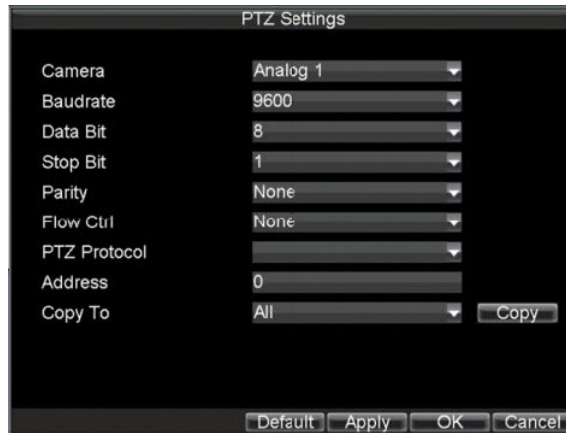 PTZ Settings
Camera Analog 1
Baudrate 9600
Data Bit 8
Stop Bit 1
Parity None
Flow Ctrl None
PTZ Protocol
Address 0
Copy To All Copy
Default Apply OK Cancel